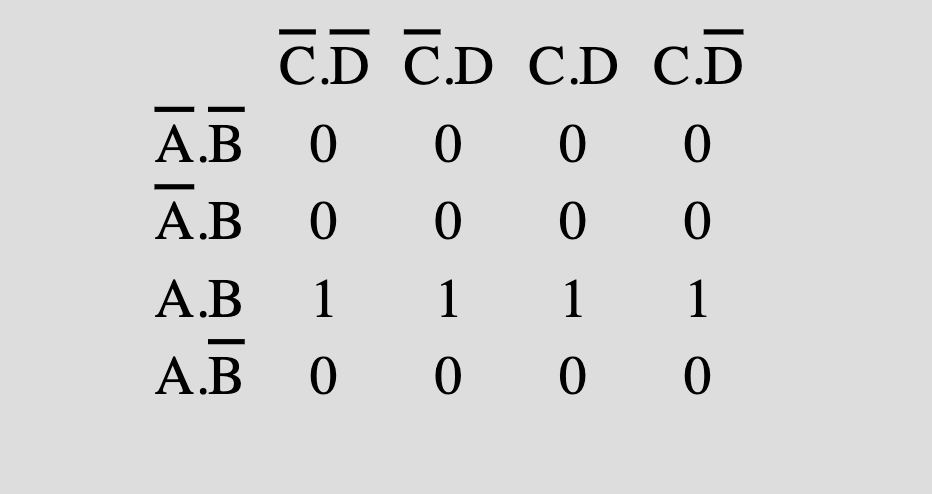 C̅.D̅ C̅.D C.D C.D̅
A̅.B̅ 0 0 0 0
A̅.B 0 0 0 0
A.B 1 1 1 1
A.B̅ 0 0 0 0